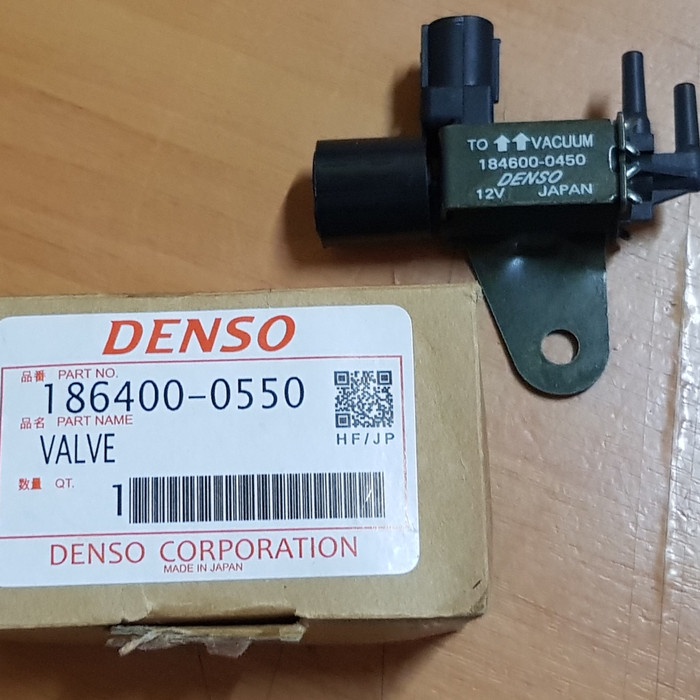 TO ⇧⇧ VACUUM
184600-0450
DENSO
12V JAPAN
DENSO
品番 PART NO.
186400-0550
品名 PART NAME
VALVE
HF/JP
数量 QT.
1
DENSO CORPORATION
MADE IN JAPAN